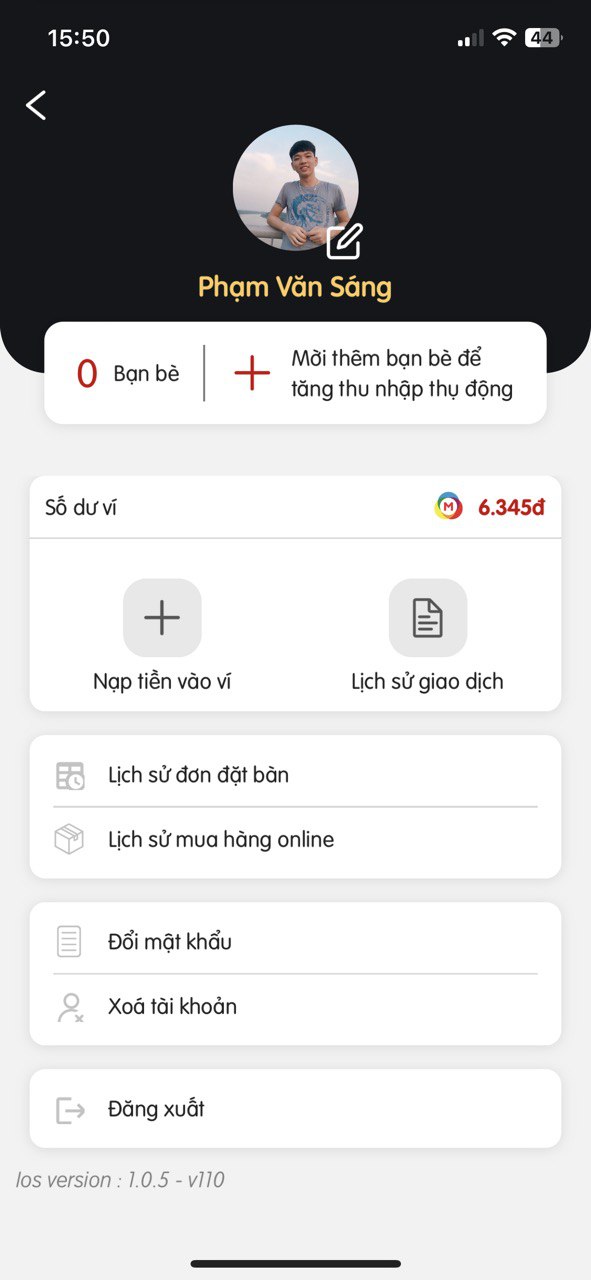 15:50
44
Phạm Văn Sáng
0 Bạn bè
Mời thêm bạn bè để
tăng thu nhập thụ động
Số dư ví
M 6.345đ
Nạp tiền vào ví
Lịch sử giao dịch
Lịch sử đơn đặt bàn
Lịch sử mua hàng online
Đổi mật khẩu
Xoá tài khoản
Đăng xuất
Ios version : 1.0.5 - v110